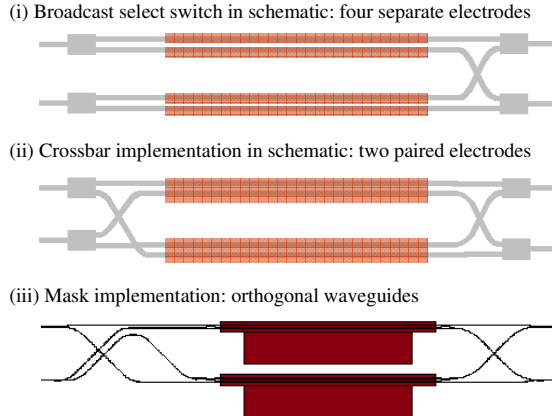 (i) Broadcast select switch in schematic: four separate electrodes
(ii) Crossbar implementation in schematic: two paired electrodes
(iii) Mask implementation: orthogonal waveguides